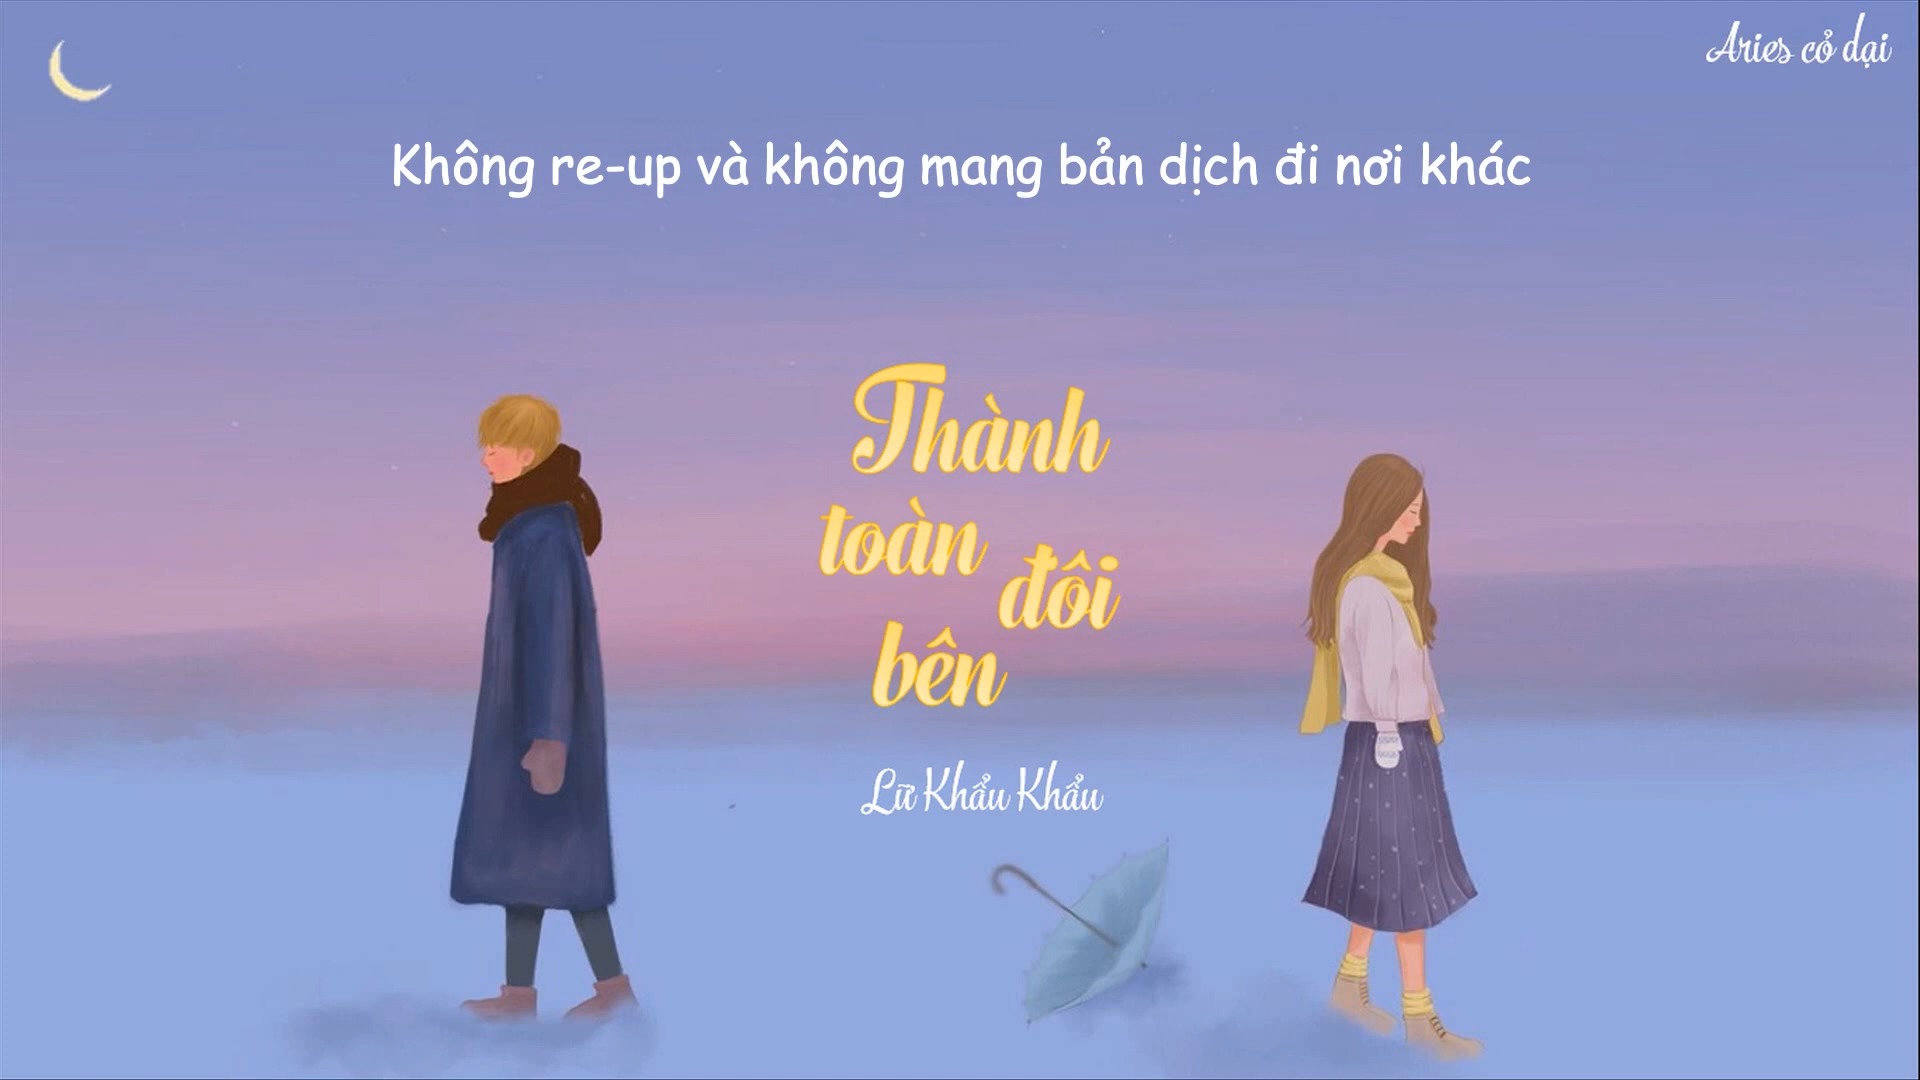 Aries cỏ dại
Không re-up và không mang bản dịch đi nơi khác
Thành
toàn
đôi
bên
Lữ Khẩu Khẩu